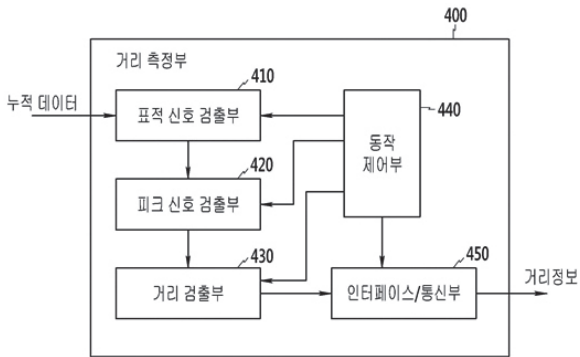 400
거리 측정부
410
누적 데이터
표적 신호 검출부
440
동작
제어부
420
피크 신호 검출부
430
거리 검출부
450
인터페이스/통신부
거리정보